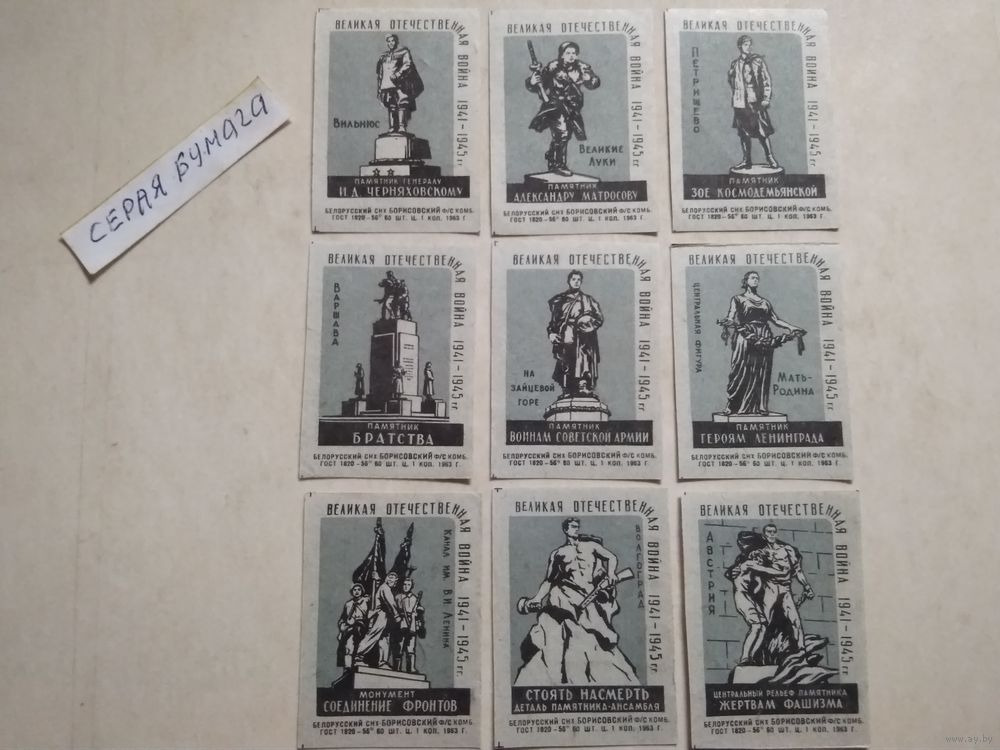 СЕРАЯ БУМАГА
ВЕЛИКАЯ ОТЕЧЕСТВЕННАЯ ВОЙНА 1941-1945 гг.
ВИЛЬНЮС
ПАМЯТНИК ГЕНЕРАЛУ
И.Д. ЧЕРНЯХОВСКОМУ
БЕЛОРУССКИЙ СНХ БОРИСОВСКИЙ Ф/С КОМБ.
ГОСТ 1820-56° 60 ШТ. Ц. 1 КОП. 1963 Г.
ВЕЛИКАЯ ОТЕЧЕСТВЕННАЯ ВОЙНА 1941-1945 гг.
ВЕЛИКИЕ
ЛУКИ
ПАМЯТНИК
АЛЕКСАНДРУ МАТРОСОВУ
БЕЛОРУССКИЙ СНХ БОРИСОВСКИЙ Ф/С КОМБ.
ГОСТ 1820-56° 60 ШТ. Ц. 1 КОП. 1963 Г.
ВЕЛИКАЯ ОТЕЧЕСТВЕННАЯ ВОЙНА 1941-1945 гг.
ПЕТРИЩЕВО
ПАМЯТНИК
ЗОЕ КОСМОДЕМЬЯНСКОЙ
БЕЛОРУССКИЙ СНХ БОРИСОВСКИЙ Ф/С КОМБ.
ГОСТ 1820-56° 60 ШТ. Ц. 1 КОП. 1963 Г.
ВЕЛИКАЯ ОТЕЧЕСТВЕННАЯ ВОЙНА 1941-1945 гг.
ВАРШАВА
ПАМЯТНИК
БРАТСТВА
БЕЛОРУССКИЙ СНХ БОРИСОВСКИЙ Ф/С КОМБ.
ГОСТ 1820-56° 60 ШТ. Ц. 1 КОП. 1963 Г.
ВЕЛИКАЯ ОТЕЧЕСТВЕННАЯ ВОЙНА 1941-1945 гг.
НА
ЗАЙЦЕВОЙ
ГОРЕ
ПАМЯТНИК
ВОИНАМ СОВЕТСКОЙ АРМИИ
БЕЛОРУССКИЙ СНХ БОРИСОВСКИЙ Ф/С КОМБ.
ГОСТ 1820-56° 60 ШТ. Ц. 1 КОП. 1963 Г.
ВЕЛИКАЯ ОТЕЧЕСТВЕННАЯ ВОЙНА 1941-1945 гг.
ЦЕНТРАЛЬНАЯ ФИГУРА
МАТЬ-
РОДИНА
ПАМЯТНИК
ГЕРОЯМ ЛЕНИНГРАДА
БЕЛОРУССКИЙ СНХ БОРИСОВСКИЙ Ф/С КОМБ.
ГОСТ 1820-56° 60 ШТ. Ц. 1 КОП. 1963 Г.
ВЕЛИКАЯ ОТЕЧЕСТВЕННАЯ ВОЙНА 1941-1945 гг.
КАНАЛ ИМ. В.И. ЛЕНИНА
МОНУМЕНТ
СОЕДИНЕНИЕ ФРОНТОВ
БЕЛОРУССКИЙ СНХ БОРИСОВСКИЙ Ф/С КОМБ.
ГОСТ 1820-56° 60 ШТ. Ц. 1 КОП. 1963 Г.
ВЕЛИКАЯ ОТЕЧЕСТВЕННАЯ ВОЙНА 1941-1945 гг.
ВОЛГОГРАД
СТОЯТЬ НАСМЕРТЬ
ДЕТАЛЬ ПАМЯТНИКА-АНСАМБЛЯ
БЕЛОРУССКИЙ СНХ БОРИСОВСКИЙ Ф/С КОМБ.
ГОСТ 1820-56° 60 ШТ. Ц. 1 КОП. 1963 Г.
ВЕЛИКАЯ ОТЕЧЕСТВЕННАЯ ВОЙНА 1941-1945 гг.
АВСТРИЯ
ЦЕНТРАЛЬНЫЙ РЕЛЬЕФ ПАМЯТНИКА
ЖЕРТВАМ ФАШИЗМА
БЕЛОРУССКИЙ СНХ БОРИСОВСКИЙ Ф/С КОМБ.
ГОСТ 1820-56° 60 ШТ. Ц. 1 КОП. 1963 Г.
www.ay.by